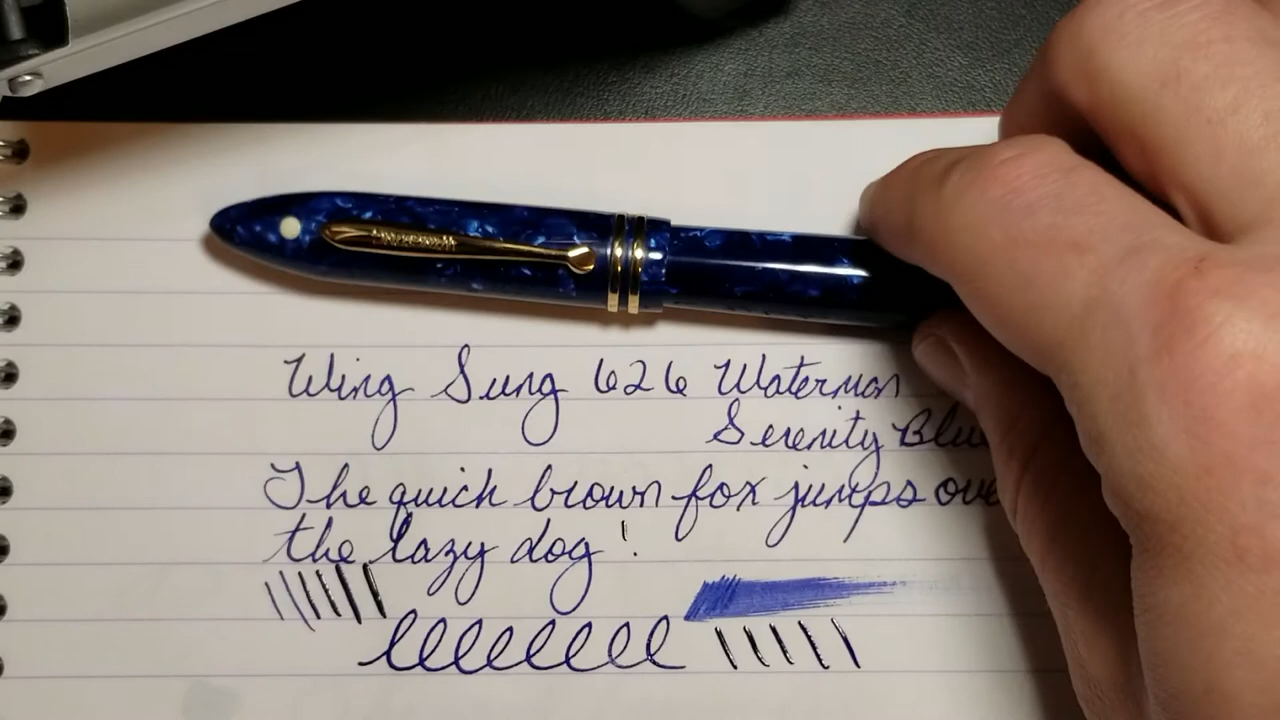 Wing Sung 626 Waterman
Serenity Blu
The quick brown fox jumps ove
the lazy dog!